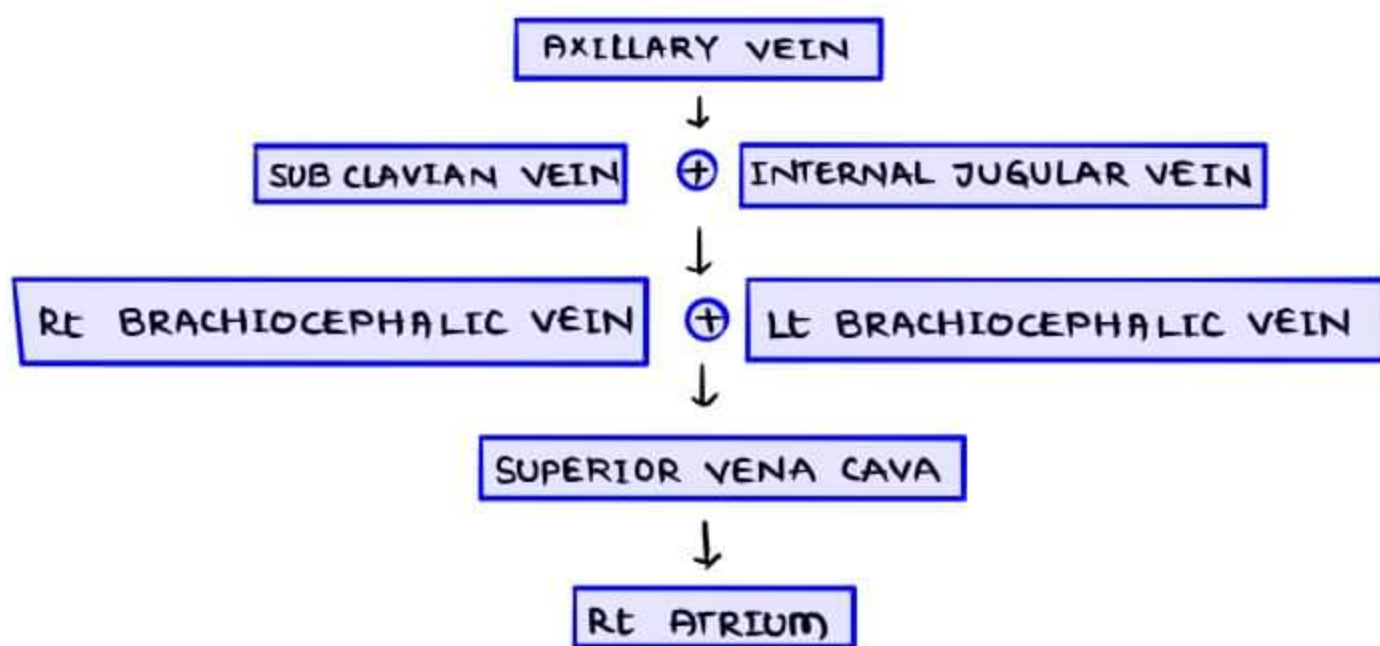 AXILLARY VEIN
↓
SUB CLAVIAN VEIN + INTERNAL JUGULAR VEIN
↓
Rt BRACHIOCEPHALIC VEIN + Lt BRACHIOCEPHALIC VEIN
↓
SUPERIOR VENA CAVA
↓
Rt ATRIUM